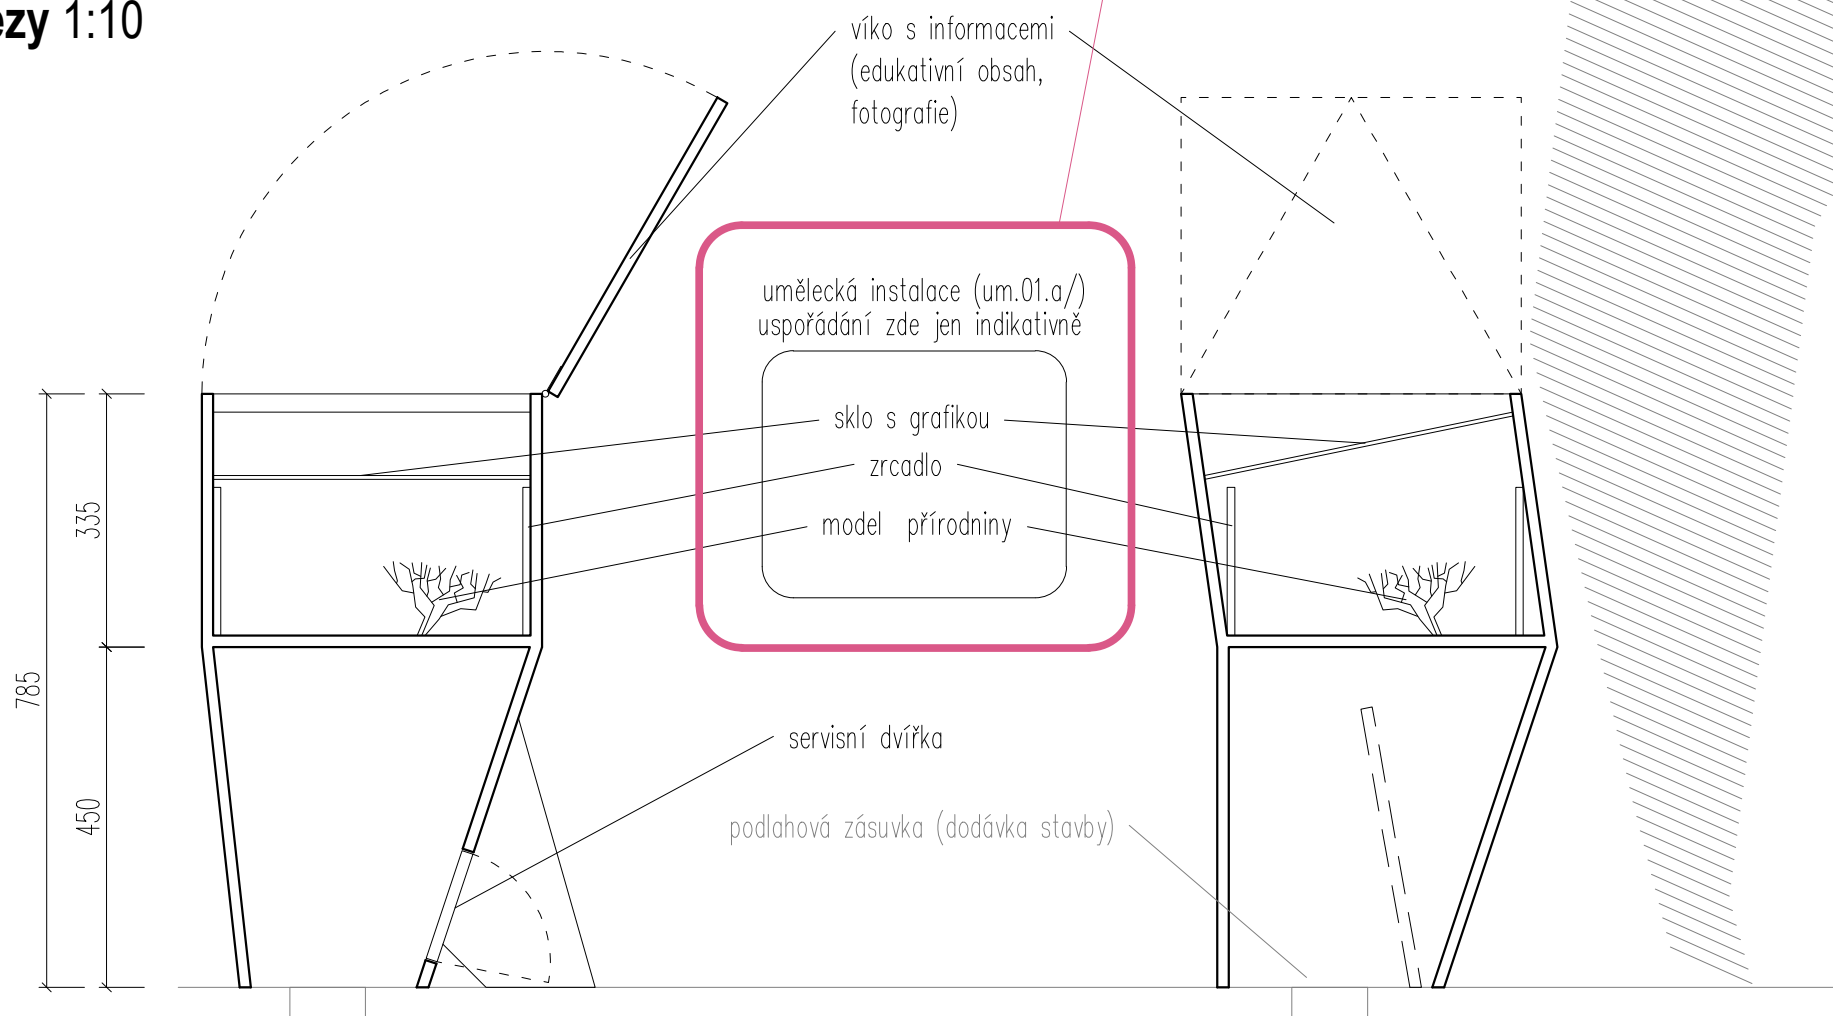 ezy 1:10
víko s informacemi
(edukativní obsah,
fotografie)
umělecká instalace (um.01.a/)
uspořádání zde jen indikativně
sklo s grafikou
zrcadlo
model přírodniny
335
785
450
servisní dvířka
podlahová zásuvka (dodávka stavby)